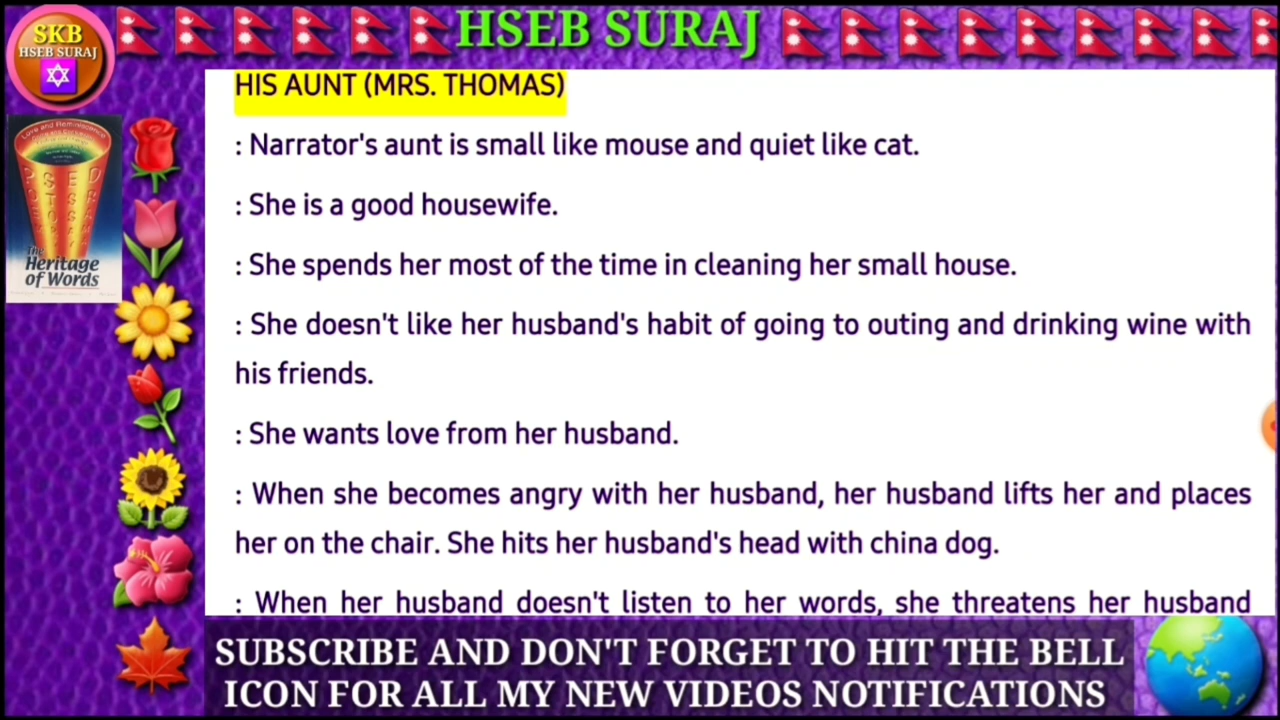 SKB
HSEB SURAJ
HSEB SURAJ
HIS AUNT (MRS. THOMAS)
: Narrator's aunt is small like mouse and quiet like cat.
: She is a good housewife.
: She spends her most of the time in cleaning her small house.
: She doesn't like her husband's habit of going to outing and drinking wine with
his friends.
: She wants love from her husband.
: When she becomes angry with her husband, her husband lifts her and places
her on the chair. She hits her husband's head with china dog.
: When her husband doesn't listen to her words, she threatens her husband
The
Heritage
of Words
SUBSCRIBE AND DON'T FORGET TO HIT THE BELL
ICON FOR ALL MY NEW VIDEOS NOTIFICATIONS